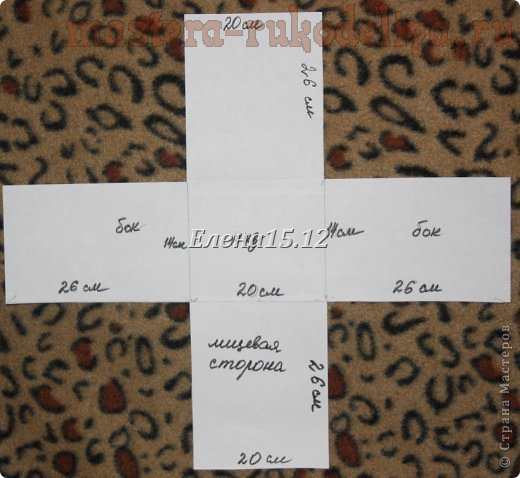 20 см
mastera-rukodeliya.ru
26 см
бок
14 см
Елена15.12
14 см
бок
26 см
20 см
26 см
лицевая
сторона
26 см
20 см
© Страна Мастеров